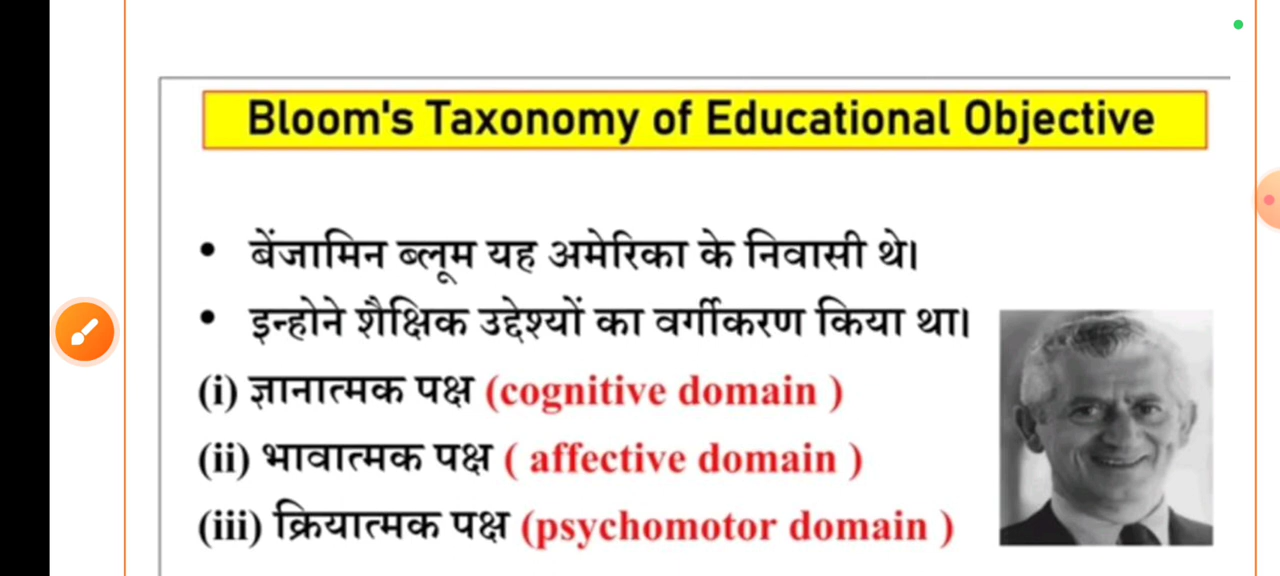 Bloom's Taxonomy of Educational Objective
• बेंजामिन ब्लूम यह अमेरिका के निवासी थे।
• इन्होने शैक्षिक उद्देश्यों का वर्गीकरण किया था।
(i) ज्ञानात्मक पक्ष (cognitive domain )
(ii) भावात्मक पक्ष ( affective domain )
(iii) क्रियात्मक पक्ष (psychomotor domain )